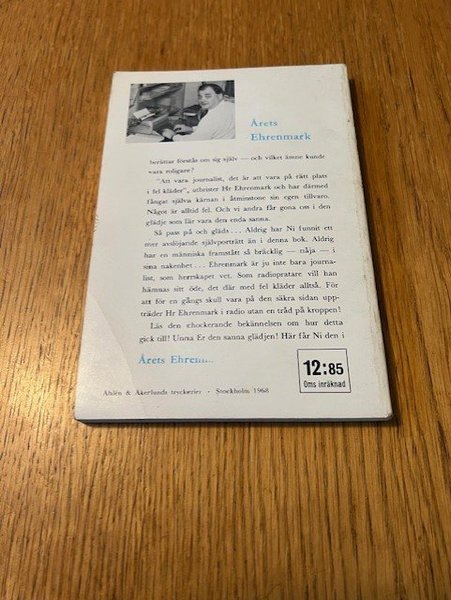 Årets
Ehrenmark
berättar förstås om sig själv — och vilket ämne kunde
vara roligare?
"Att vara journalist, det är att vara på rätt plats
i fel kläder", utbrister Hr Ehrenmark och har därmed
fångat själva kärnan i åtminstone sin egen tillvaro.
Något är alltid fel. Och vi andra får gona oss i den
glädje som lär vara den enda sanna.
Så pass på och gläds... Aldrig har Ni funnit ett
mer avslöjande självporträtt än i denna bok. Aldrig
har en människa framstått så bräcklig — nåja — i
sina nakenhet... Ehrenmark är ju inte bara journa-
list, som herrskapet vet. Som radiopratare vill han
hämnas sitt öde, det där med fel kläder alltså. För
att för en gångs skull vara på den säkra sidan upp-
träder Hr Ehrenmark i radio utan en tråd på kroppen!
Läs den chockerande bekännelsen om hur detta
gick till! Unna Er den sanna glädjen! Här får Ni den i
Årets Ehren
12:85
Oms inräknad
Åhlén & Åkerlunds tryckerier · Stockholm 1968